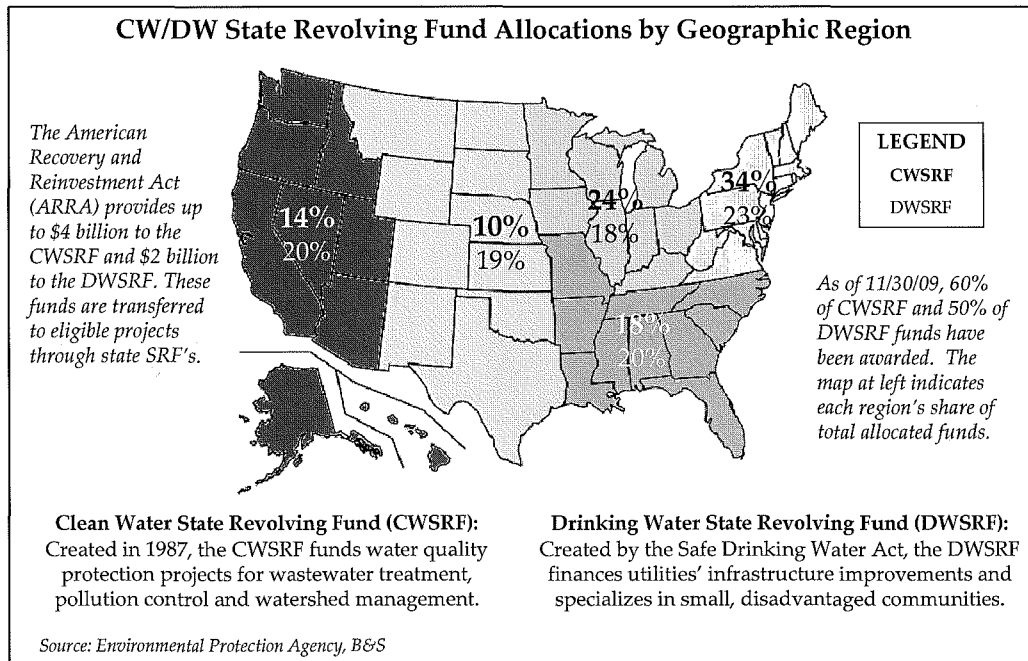 CW/DW State Revolving Fund Allocations by Geographic Region
The American
Recovery and
Reinvestment Act
(ARRA) provides up
to $4 billion to the
CWSRF and $2 billion
to the DWSRF. These
funds are transferred
to eligible projects
through state SRF's.
14%
20%
10%
19%
24%
18%
34%
23%
18%
20%
LEGEND
CWSRF
DWSRF
As of 11/30/09, 60%
of CWSRF and 50% of
DWSRF funds have
been awarded. The
map at left indicates
each region's share of
total allocated funds.
Clean Water State Revolving Fund (CWSRF):
Created in 1987, the CWSRF funds water quality
protection projects for wastewater treatment,
pollution control and watershed management.
Drinking Water State Revolving Fund (DWSRF):
Created by the Safe Drinking Water Act, the DWSRF
finances utilities' infrastructure improvements and
specializes in small, disadvantaged communities.
Source: Environmental Protection Agency, B&S